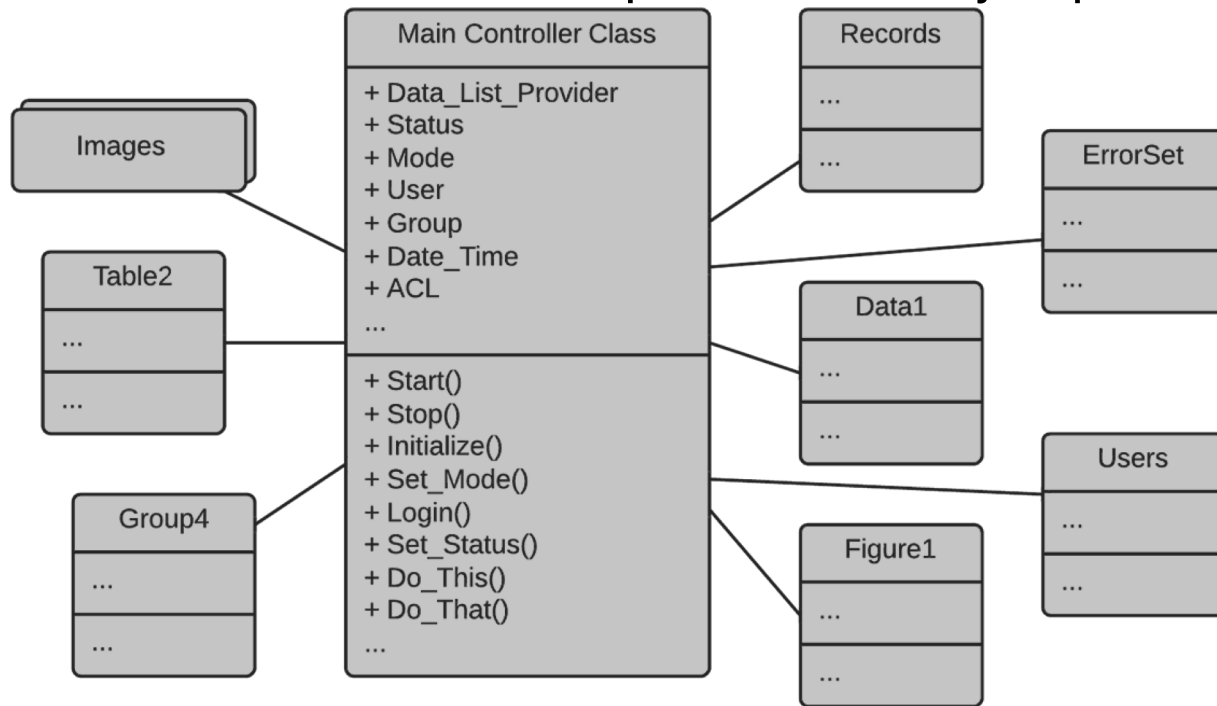 Main Controller Class
+ Data_List_Provider
+ Status
+ Mode
+ User
+ Group
+ Date_Time
+ ACL
...
+ Start()
+ Stop()
+ Initialize()
+ Set_Mode()
+ Login()
+ Set_Status()
+ Do_This()
+ Do_That()
...
Images
Table2
...
...
Group4
...
...
Records
...
...
ErrorSet
...
...
Data1
...
...
Users
...
...
Figure1
...
...